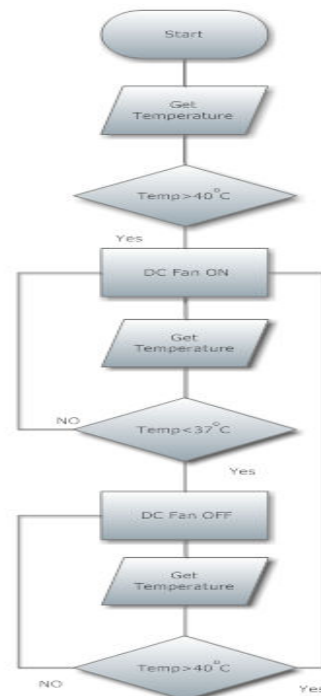 Start
Get
Temperature
Temp>40°C
Yes
DC Fan ON
Get
Temperature
NO
Temp<37°C
Yes
DC Fan OFF
Get
Temperature
Temp>40°C
NO
Yes